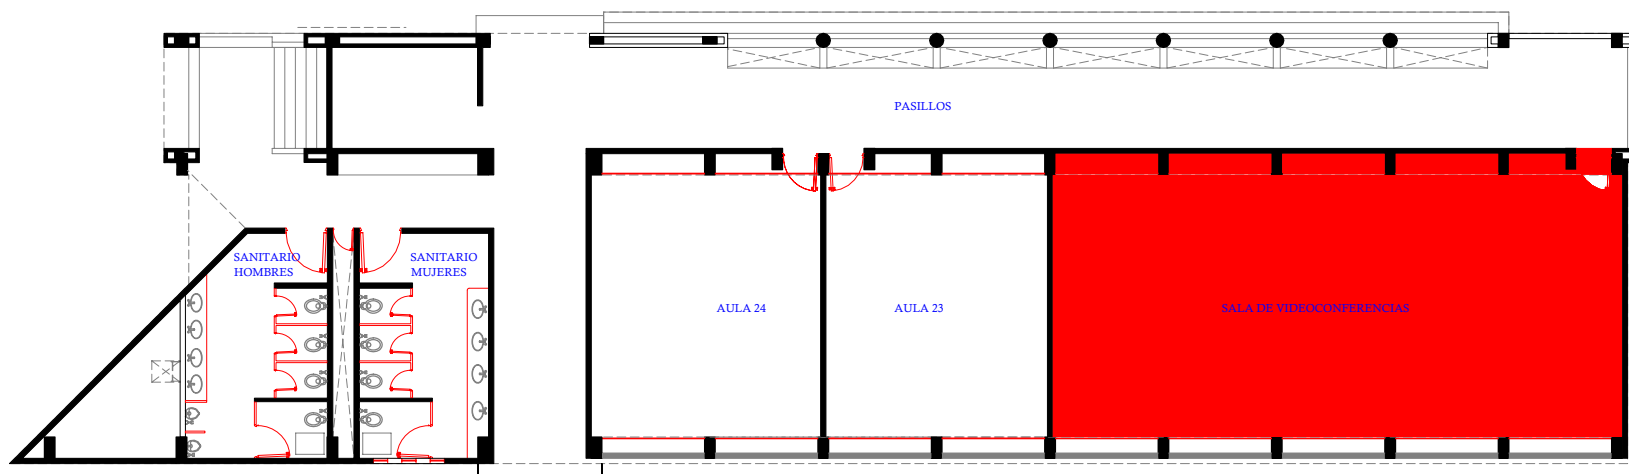 PASILLOS
SANITARIO
HOMBRES
SANITARIO
MUJERES
AULA 24
AULA 23
SALA DE VIDEOCONFERENCIAS